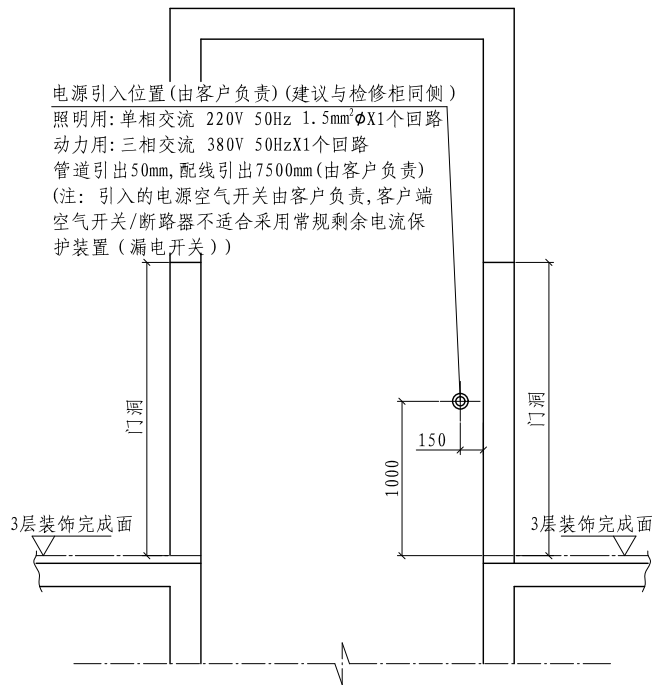 电源引入位置(由客户负责)(建议与检修柜同侧)
照明用:单相交流 220V 50Hz 1.5mm²ϕX1个回路
动力用:三相交流 380V 50HzX1个回路
管道引出50mm,配线引出7500mm(由客户负责)
(注: 引入的电源空气开关由客户负责,客户端
空气开关/断路器不适合采用常规剩余电流保
护装置(漏电开关))
门洞
门洞
150
1000
3层装饰完成面
3层装饰完成面